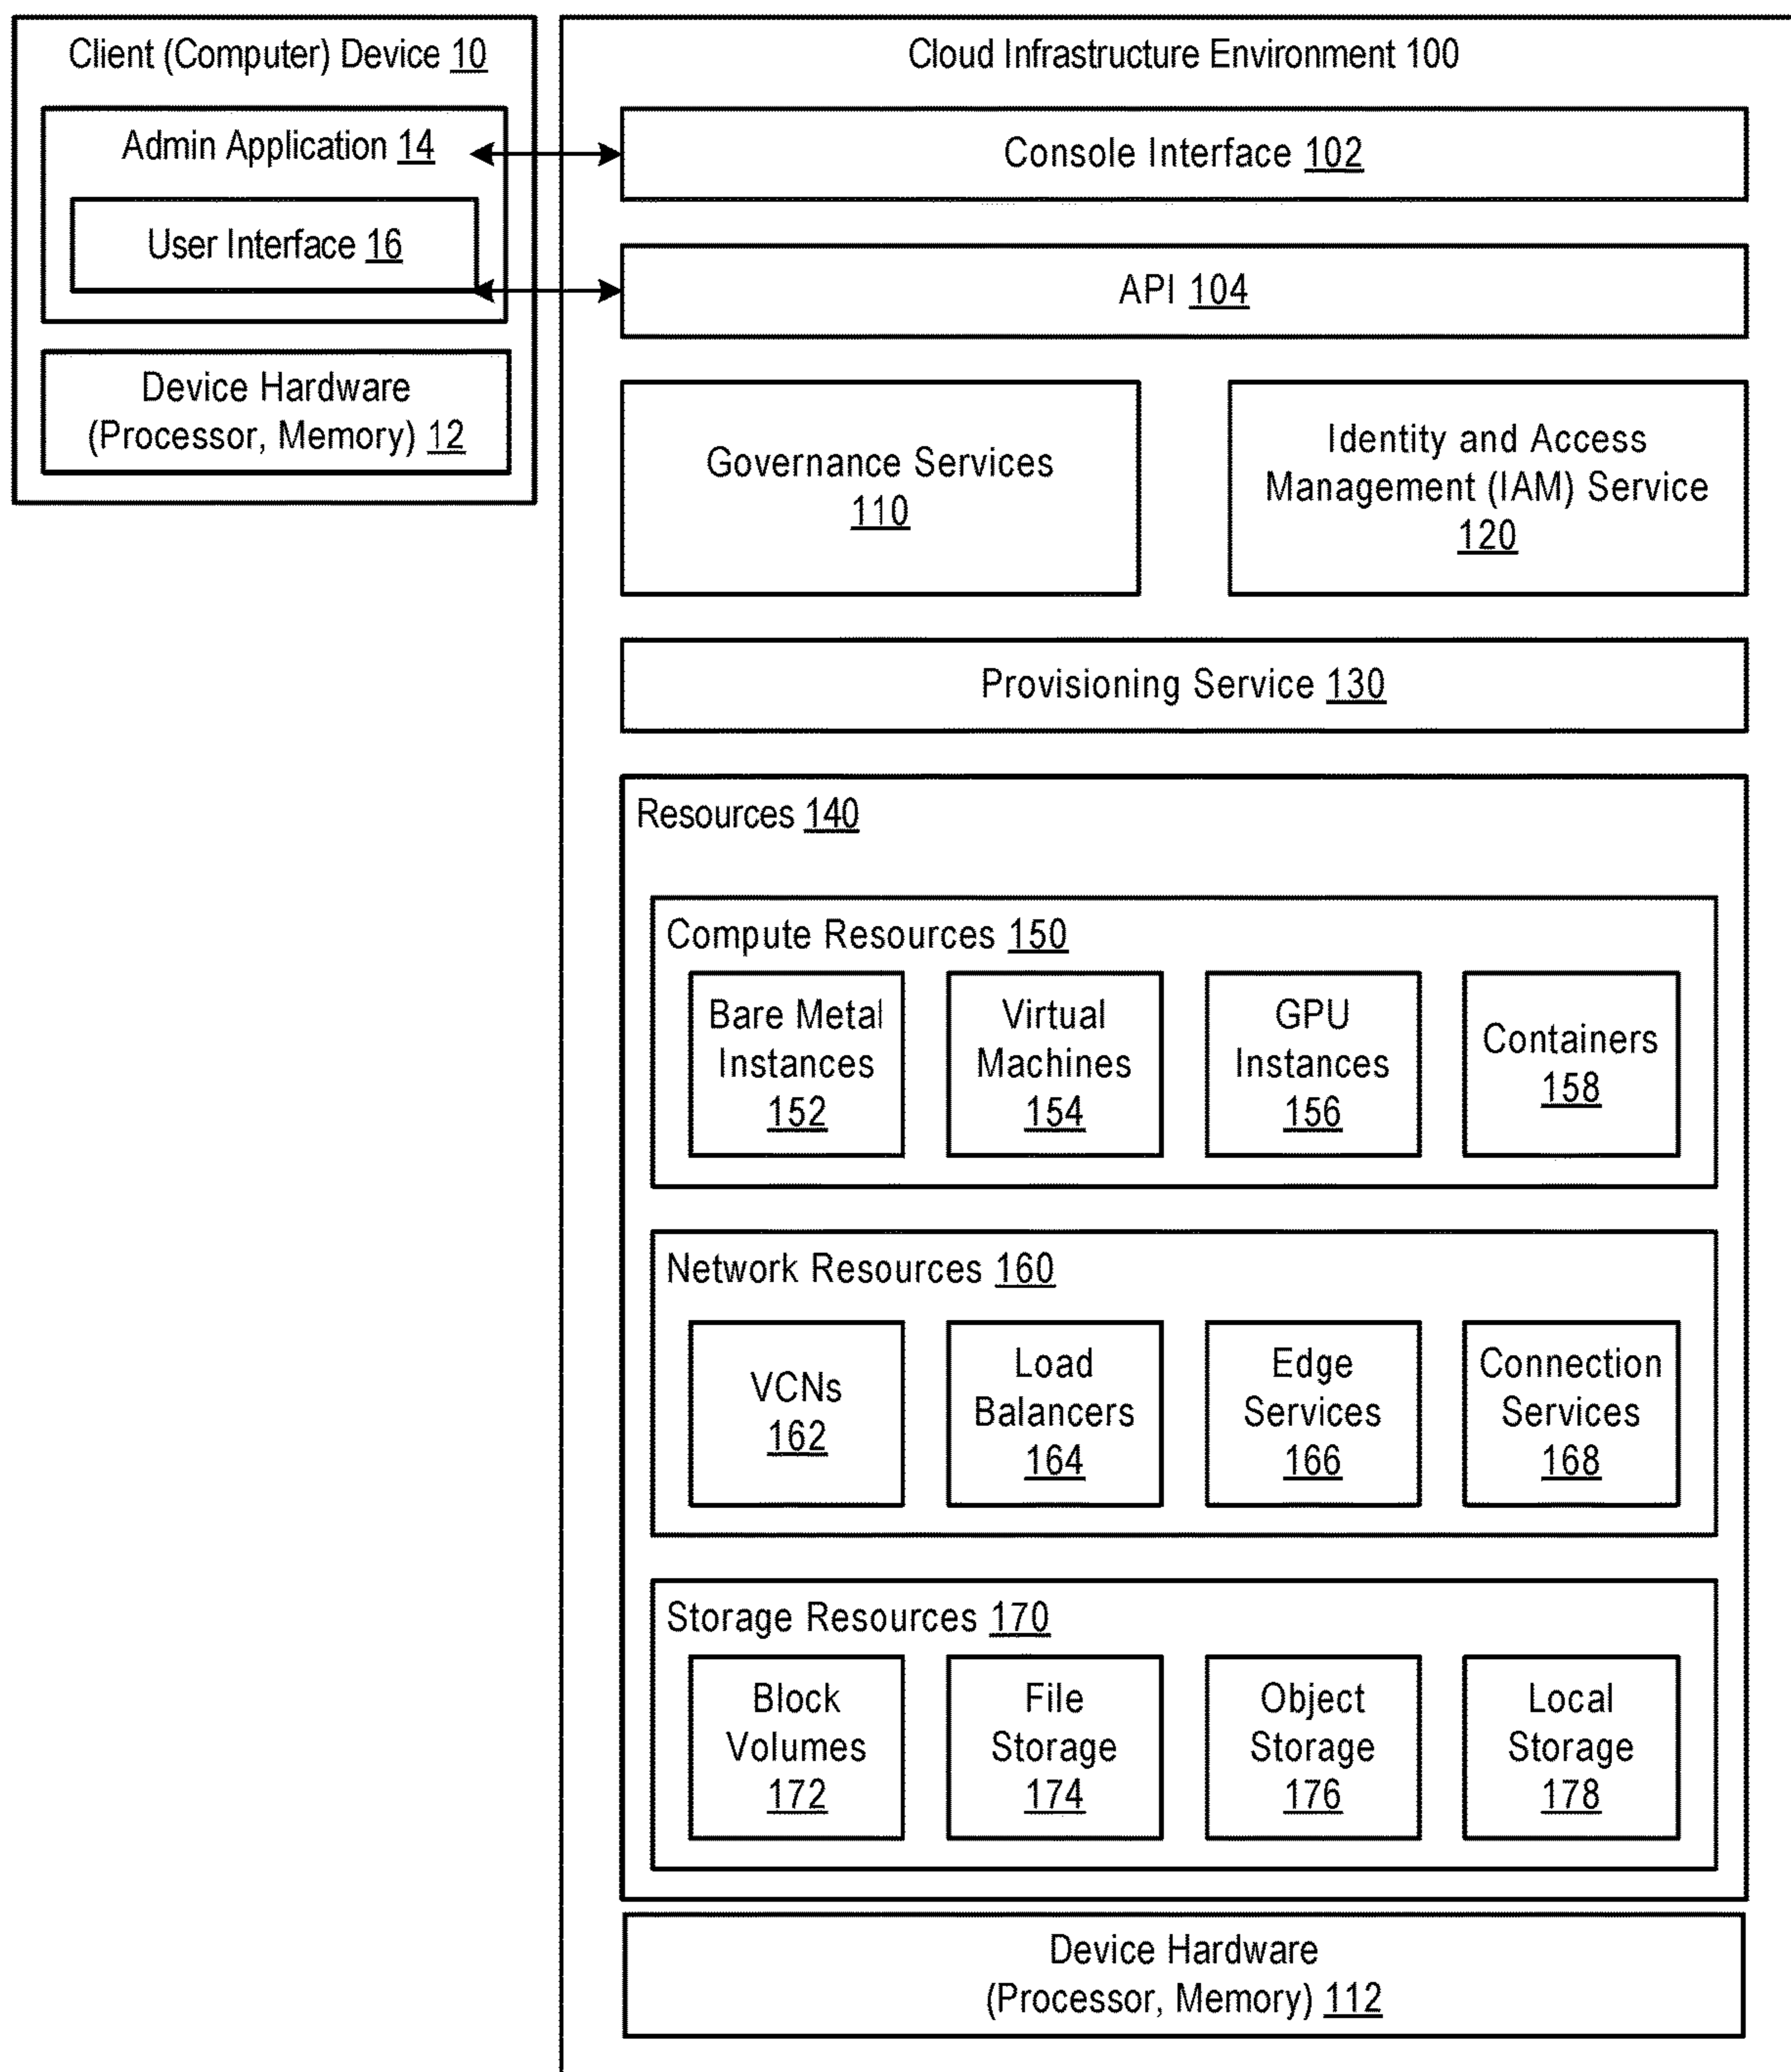 Client (Computer) Device 10
Admin Application 14
User Interface 16
Device Hardware
(Processor, Memory) 12
Cloud Infrastructure Environment 100
Console Interface 102
API 104
Governance Services
110
Identity and Access
Management (IAM) Service
120
Provisioning Service 130
Resources 140
Compute Resources 150
Bare Metal
Instances
152
Virtual
Machines
154
GPU
Instances
156
Containers
158
Network Resources 160
VCNs
162
Load
Balancers
164
Edge
Services
166
Connection
Services
168
Storage Resources 170
Block
Volumes
172
File
Storage
174
Object
Storage
176
Local
Storage
178
Device Hardware
(Processor, Memory) 112